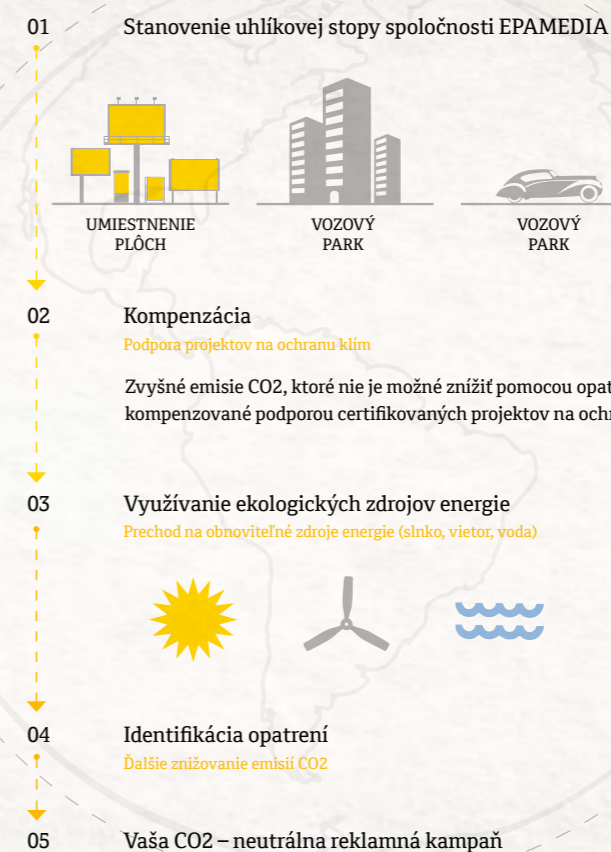 01 Stanovenie uhlíkovej stopy spoločnosti EPAMEDIA
UMIESTNENIE
PLÔCH
VOZOVÝ
PARK
VOZOVÝ
PARK
02 Kompenzácia
Podpora projektov na ochranu klím
Zvyšné emisie CO2, ktoré nie je možné znížiť pomocou opat
kompenzované podporou certifikovaných projektov na ochr
03 Využívanie ekologických zdrojov energie
Prechod na obnoviteľné zdroje energie (slnko, vietor, voda)
04 Identifikácia opatrení
Ďalšie znižovanie emisií CO2
05 Vaša CO2 – neutrálna reklamná kampaň